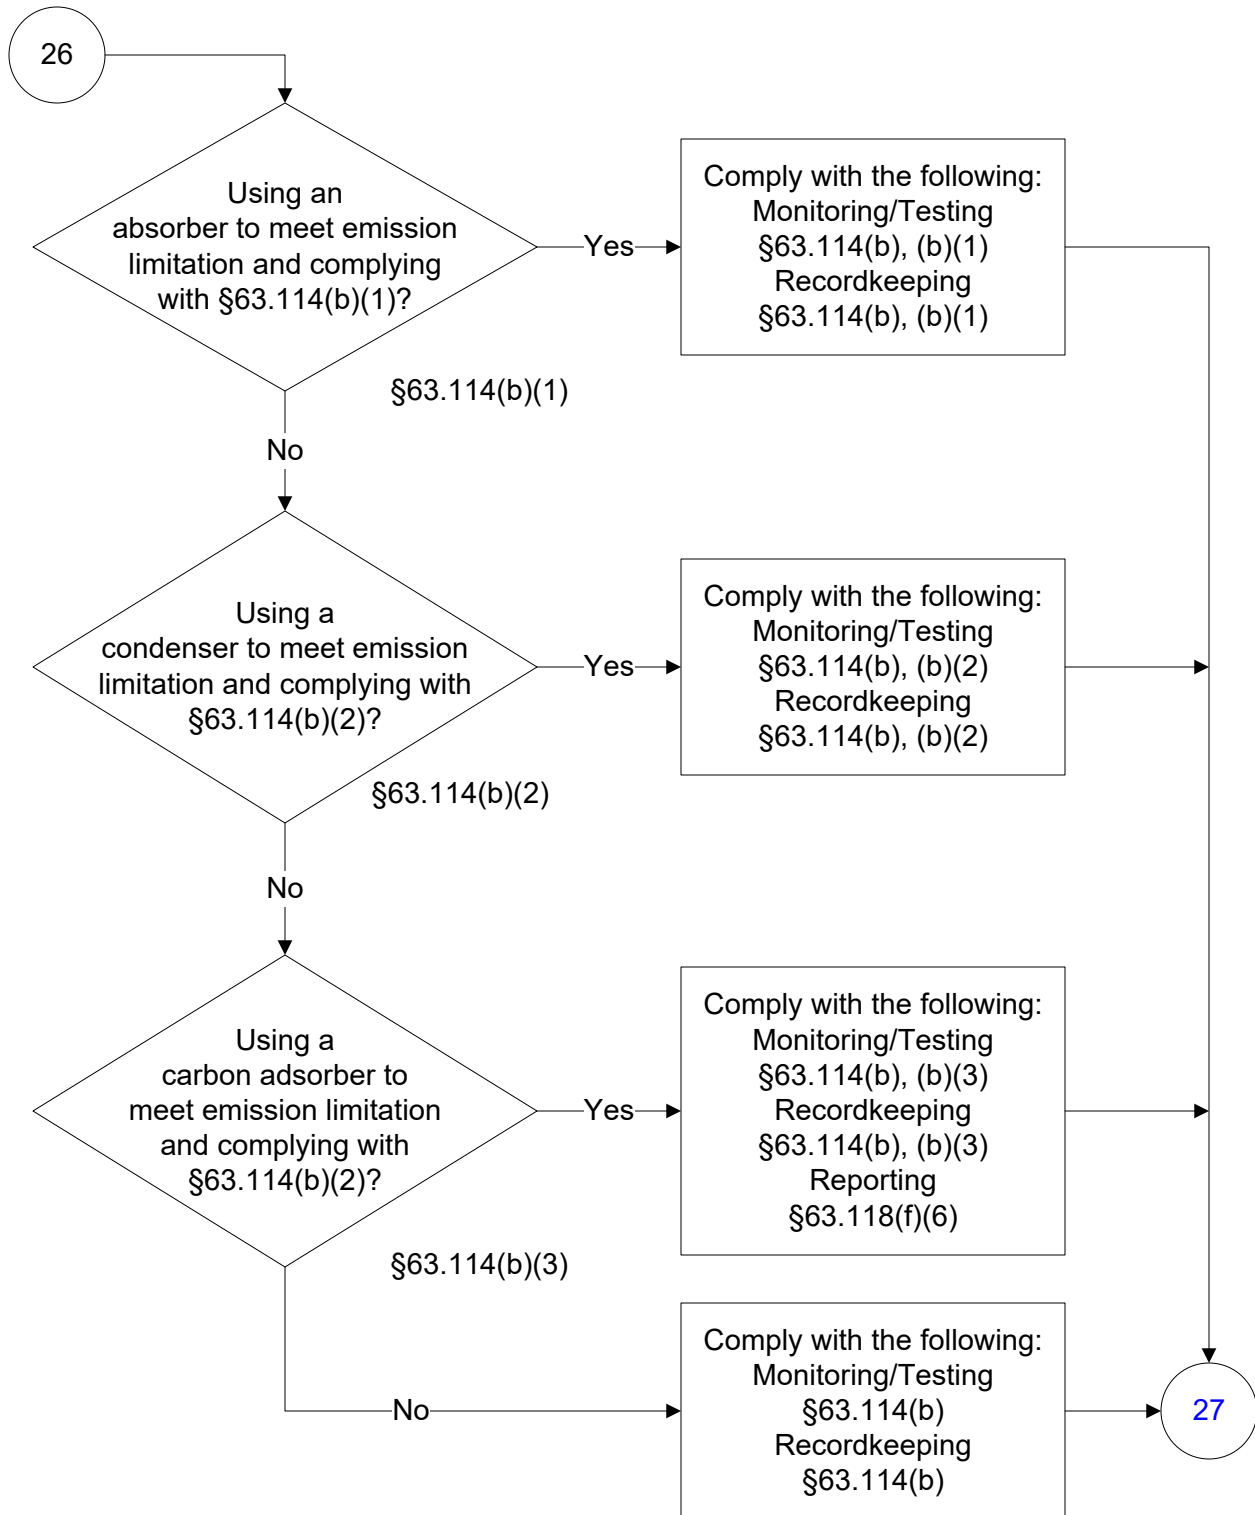 26
Using an
absorber to meet emission
limitation and complying
with §63.114(b)(1)?
Yes
Comply with the following:
Monitoring/Testing
§63.114(b), (b)(1)
Recordkeeping
§63.114(b), (b)(1)
§63.114(b)(1)
No
Using a
condenser to meet emission
limitation and complying with
§63.114(b)(2)?
Yes
Comply with the following:
Monitoring/Testing
§63.114(b), (b)(2)
Recordkeeping
§63.114(b), (b)(2)
§63.114(b)(2)
No
Using a
carbon adsorber to
meet emission limitation
and complying with
§63.114(b)(2)?
Yes
Comply with the following:
Monitoring/Testing
§63.114(b), (b)(3)
Recordkeeping
§63.114(b), (b)(3)
Reporting
§63.118(f)(6)
§63.114(b)(3)
No
Comply with the following:
Monitoring/Testing
§63.114(b)
Recordkeeping
§63.114(b)
27